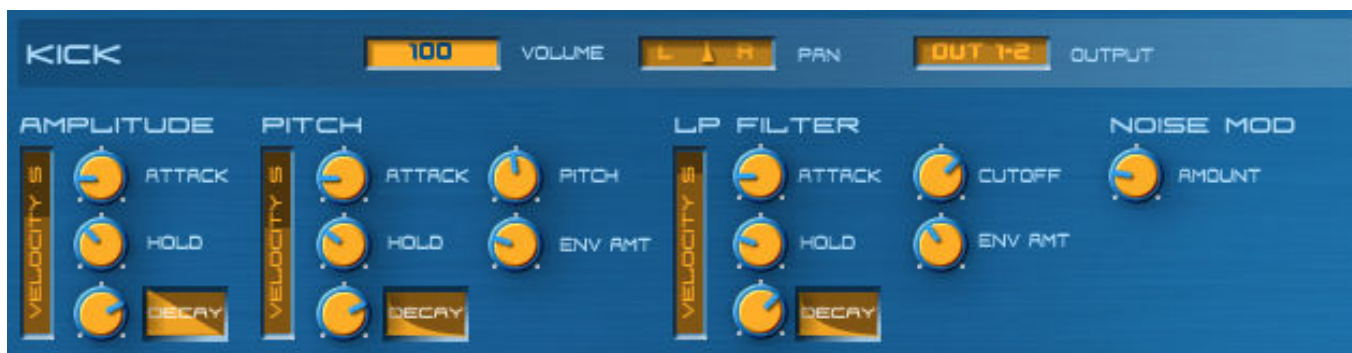 KICK 100 VOLUME L R PAN OUT 1-2 OUTPUT
AMPLITUDE PITCH LP FILTER NOISE MOD
VELOCITY S ATTACK VELOCITY S ATTACK PITCH VELOCITY S ATTACK CUTOFF AMOUNT
HOLD HOLD ENV AMT HOLD ENV AMT
DECAY DECAY DECAY